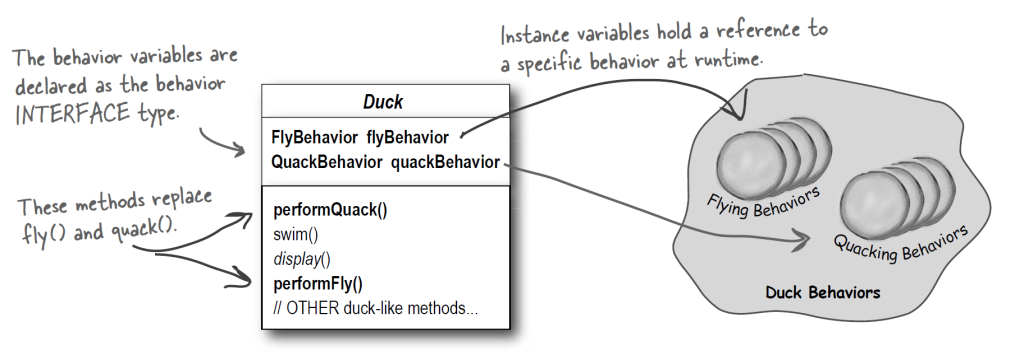 The behavior variables are
declared as the behavior
INTERFACE type.
These methods replace
fly() and quack().
Duck
FlyBehavior flyBehavior
QuackBehavior quackBehavior
performQuack()
swim()
display()
performFly()
// OTHER duck-like methods...
Instance variables hold a reference to
a specific behavior at runtime.
Flying Behaviors
Quacking Behaviors
Duck Behaviors